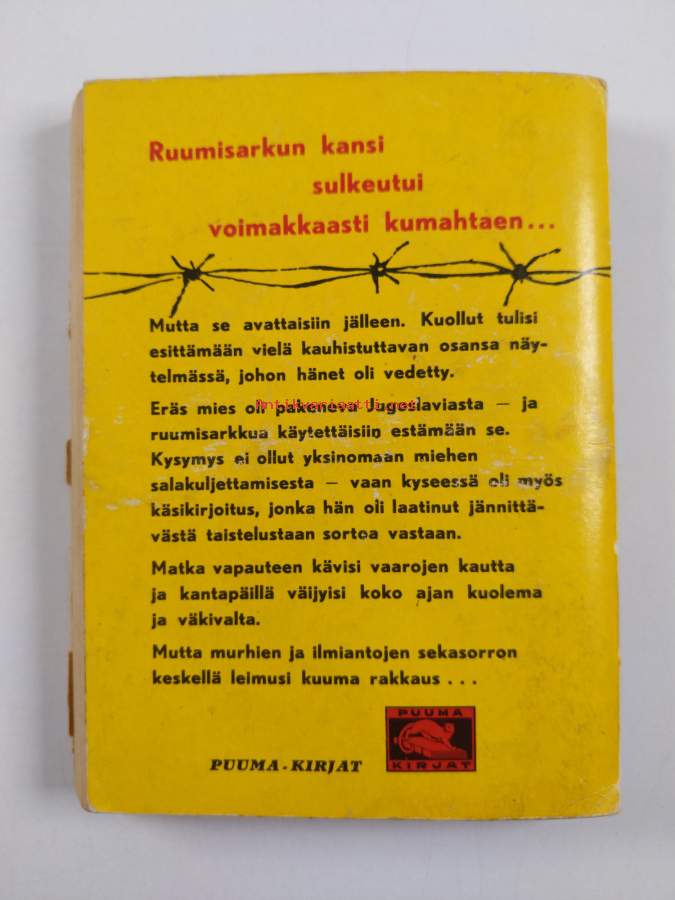 Ruumisarkun kansi
sulkeutui
voimakkaasti kumahtaen...
Mutta se avattaisiin jälleen. Kuollut tulisi
esittämään vielä kauhistuttavan osansa näy-
telmässä, johon hänet oli vedetty.
Antikvariaatti.net
Eräs mies oli pakeneva Jugoslaviasta – ja
ruumisarkkua käytettäisiin estämään se.
Kysymys ei ollut yksinomaan miehen
salakuljettamisesta – vaan kyseessä oli myös
käsikirjoitus, jonka hän oli laatinut jännittä-
västä taistelustaan sortoa vastaan.
Matka vapauteen kävisi vaarojen kautta
ja kantapäillä väijyisi koko ajan kuolema
ja väkivalta.
Mutta murhien ja ilmiantojen sekasorron
keskellä leimusi kuuma rakkaus...
PUUMA
KIRJAT
PUUMA-KIRJAT